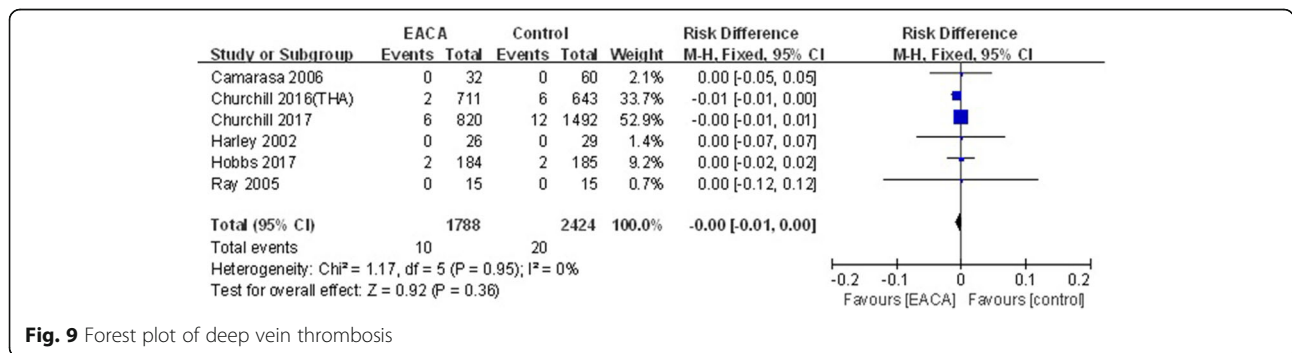 EACA Control Risk Difference Risk Difference
Study or Subgroup Events Total Events Total Weight M-H, Fixed, 95% CI M-H, Fixed, 95% CI
Camarasa 2006 0 32 0 60 2.1% 0.00 [-0.05, 0.05]
Churchill 2016(THA) 2 711 6 643 33.7% -0.01 [-0.01, 0.00]
Churchill 2017 6 820 12 1492 52.9% -0.00 [-0.01, 0.01]
Harley 2002 0 26 0 29 1.4% 0.00 [-0.07, 0.07]
Hobbs 2017 2 184 2 185 9.2% 0.00 [-0.02, 0.02]
Ray 2005 0 15 0 15 0.7% 0.00 [-0.12, 0.12]
Total (95% CI) 1788 2424 100.0% -0.00 [-0.01, 0.00]
Total events 10 20
Heterogeneity: Chi² = 1.17, df = 5 (P = 0.95); I² = 0%
Test for overall effect: Z = 0.92 (P = 0.36)
-0.2 -0.1 0 0.1 0.2
Favours [EACA] Favours [control]
Fig. 9 Forest plot of deep vein thrombosis